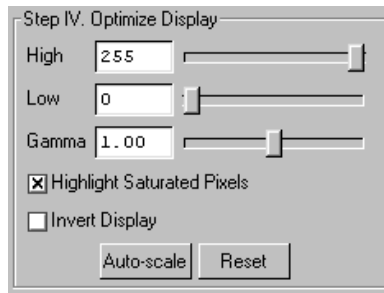 Step IV. Optimize Display
High 255
Low 0
Gamma 1.00
Highlight Saturated Pixels
Invert Display
Auto-scale Reset